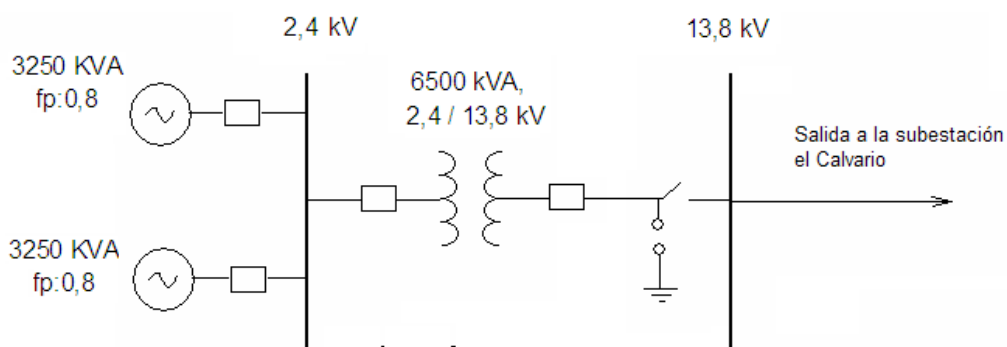 2,4 kV
13,8 kV
3250 KVA
fp:0,8
6500 kVA,
2,4 / 13,8 kV
Salida a la subestación
el Calvario
3250 KVA
fp:0,8